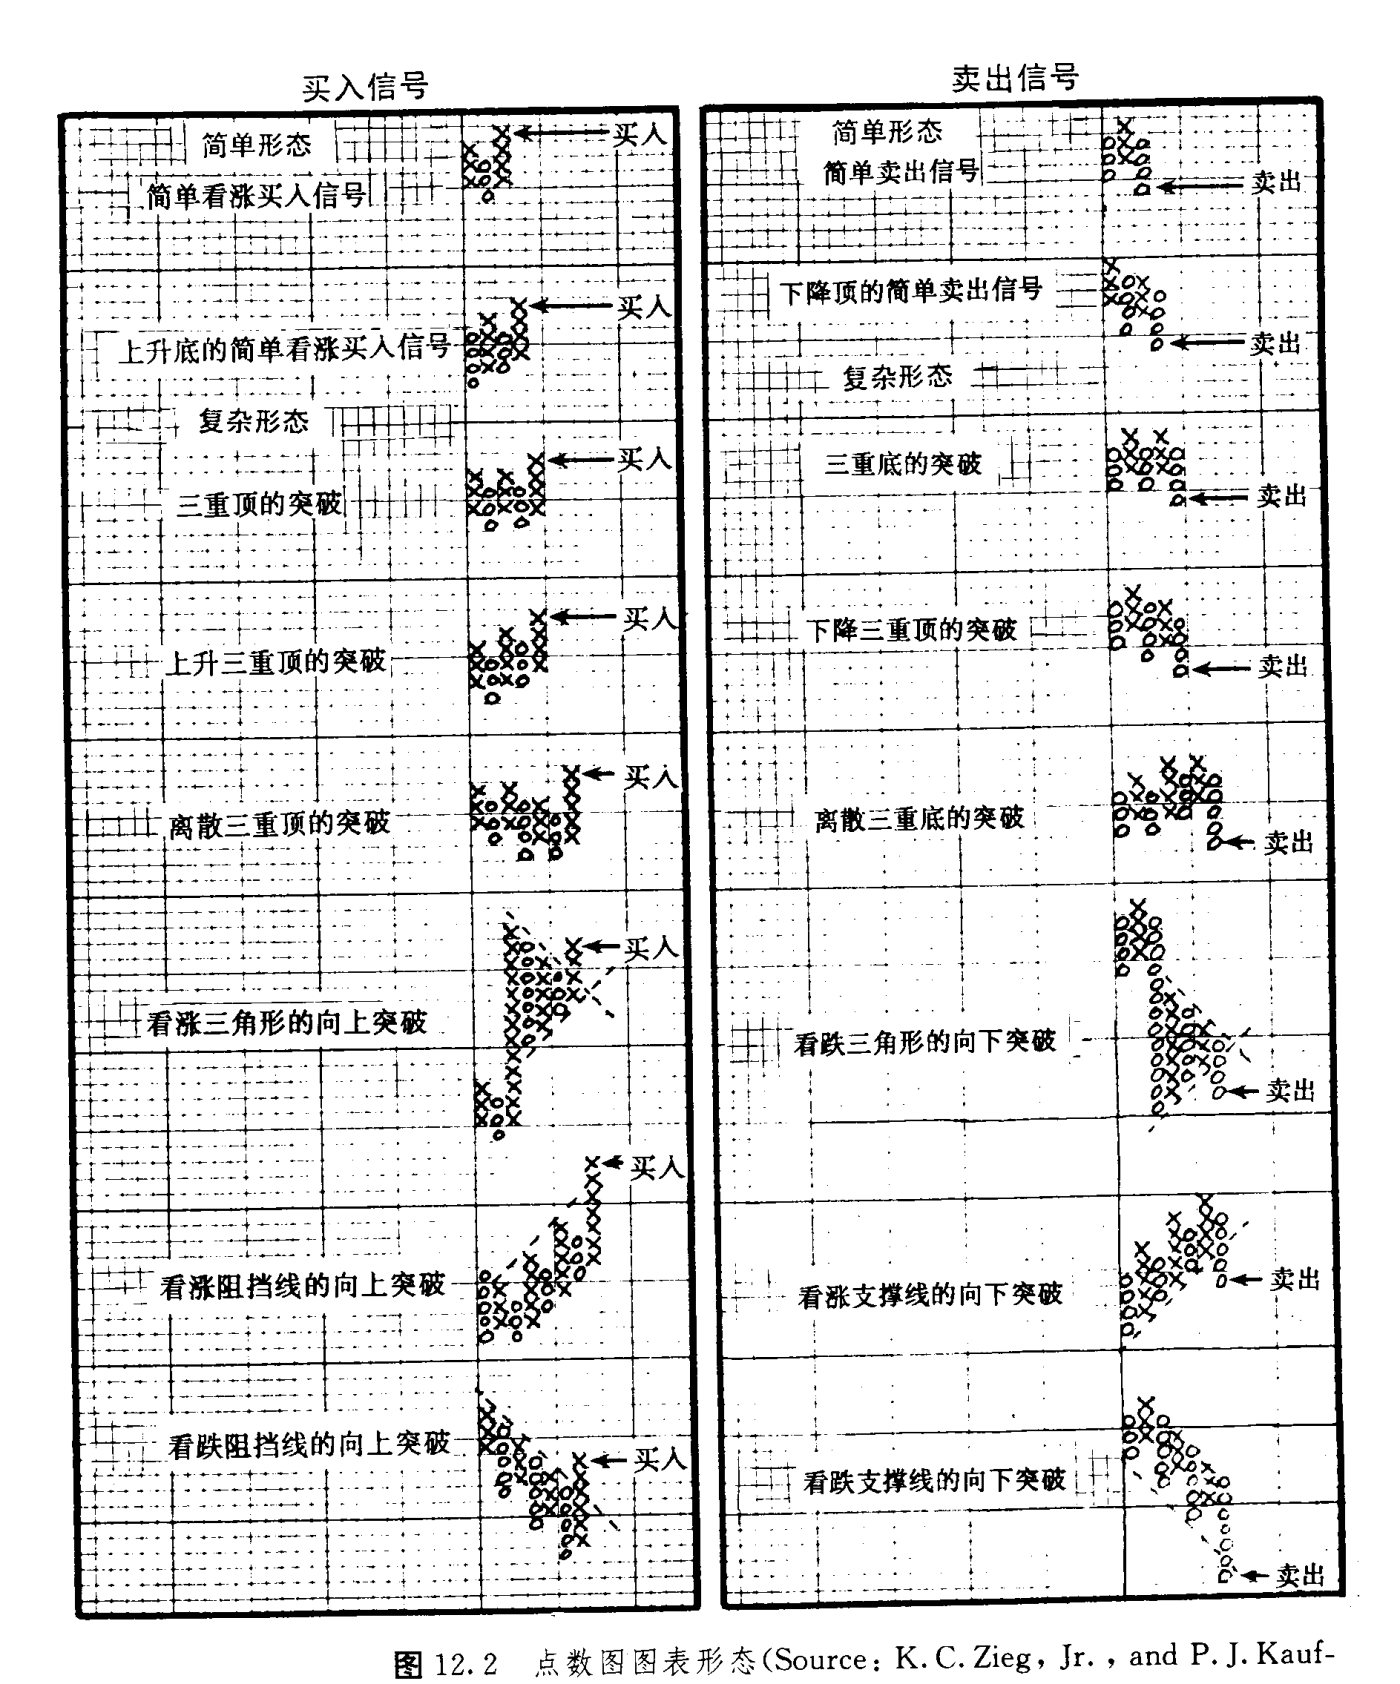 买入信号
简单形态
买入
简单看涨买入信号
买入
上升底的简单看涨买入信号
复杂形态
买入
三重顶的突破
买入
上升三重顶的突破
买入
离散三重顶的突破
买入
看涨三角形的向上突破
买入
看涨阻挡线的向上突破
看跌阻挡线的向上突破
买入
卖出信号
简单形态
简单卖出信号
卖出
下降顶的简单卖出信号
卖出
复杂形态
三重底的突破
卖出
下降三重顶的突破
卖出
离散三重底的突破
卖出
看跌三角形的向下突破
卖出
看涨支撑线的向下突破
卖出
看跌支撑线的向下突破
卖出
图 12.2 点数图图表形态(Source: K.C.Zieg, Jr., and P.J.Kauf-